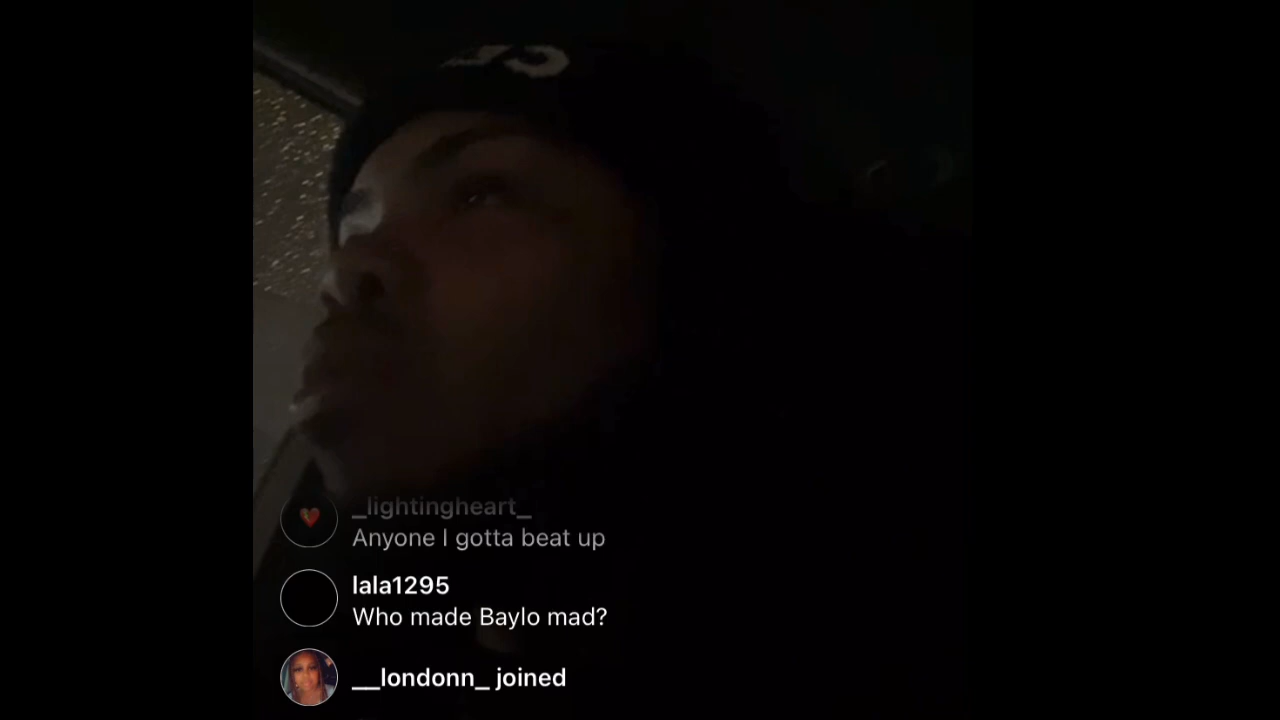 _lightingheart_
Anyone I gotta beat up
lala1295
Who made Baylo mad?
__londonn_ joined